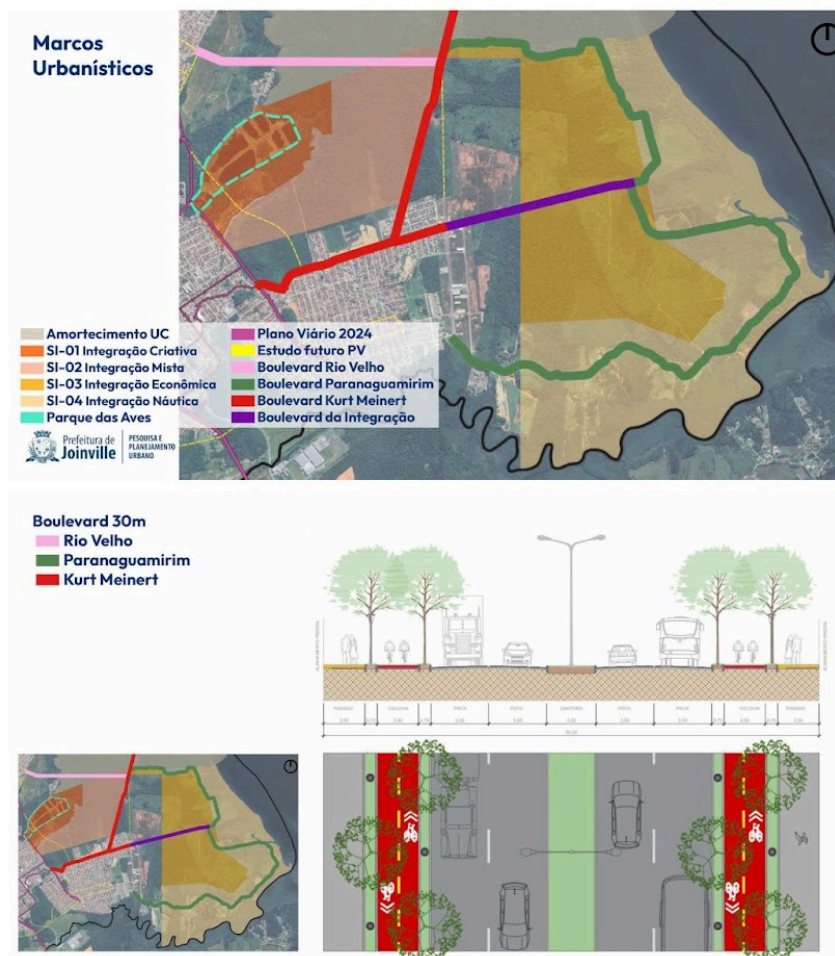 Marcos
Urbanísticos
Amortecimento UC
SI-01 Integração Criativa
SI-02 Integração Mista
SI-03 Integração Econômica
SI-04 Integração Náutica
Parque das Aves
Plano Viário 2024
Estudo futuro PV
Boulevard Rio Velho
Boulevard Paranaguamirim
Boulevard Kurt Meinert
Boulevard da Integração
Prefeitura de
Joinville
PESQUISA E
PLANEJAMENTO
URBANO
Boulevard 30m
Rio Velho
Paranaguamirim
Kurt Meinert
PASSEIO
CICLOVIA
PISTA
PISTA
CANTEIRO
PISTA
PISTA
CICLOVIA
PASSEIO